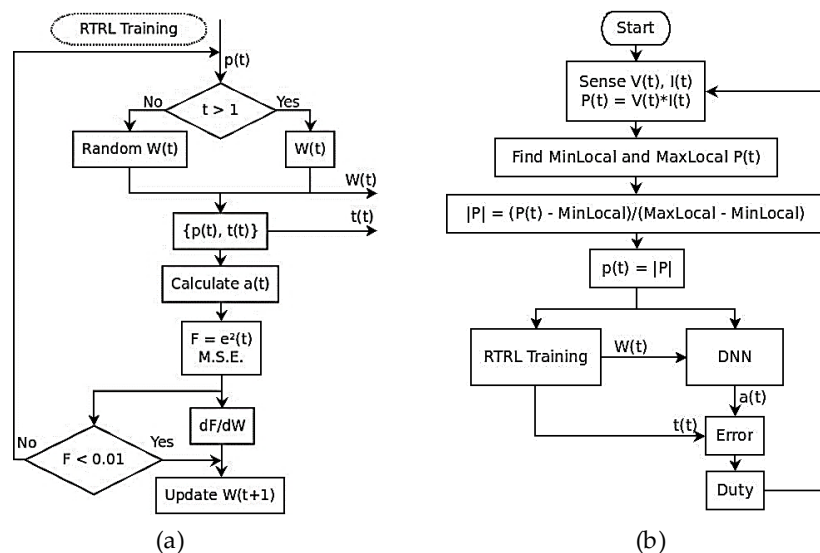 RTRL Training
p(t)
No
t > 1
Yes
Random W(t)
W(t)
W(t)
{p(t), t(t)}
t(t)
Calculate a(t)
F = e²(t)
M.S.E.
dF/dW
No
F < 0.01
Yes
Update W(t+1)
(a)
Start
Sense V(t), I(t)
P(t) = V(t)*I(t)
Find MinLocal and MaxLocal P(t)
|P| = (P(t) - MinLocal)/(MaxLocal - MinLocal)
p(t) = |P|
RTRL Training
W(t)
DNN
a(t)
t(t)
Error
Duty
(b)